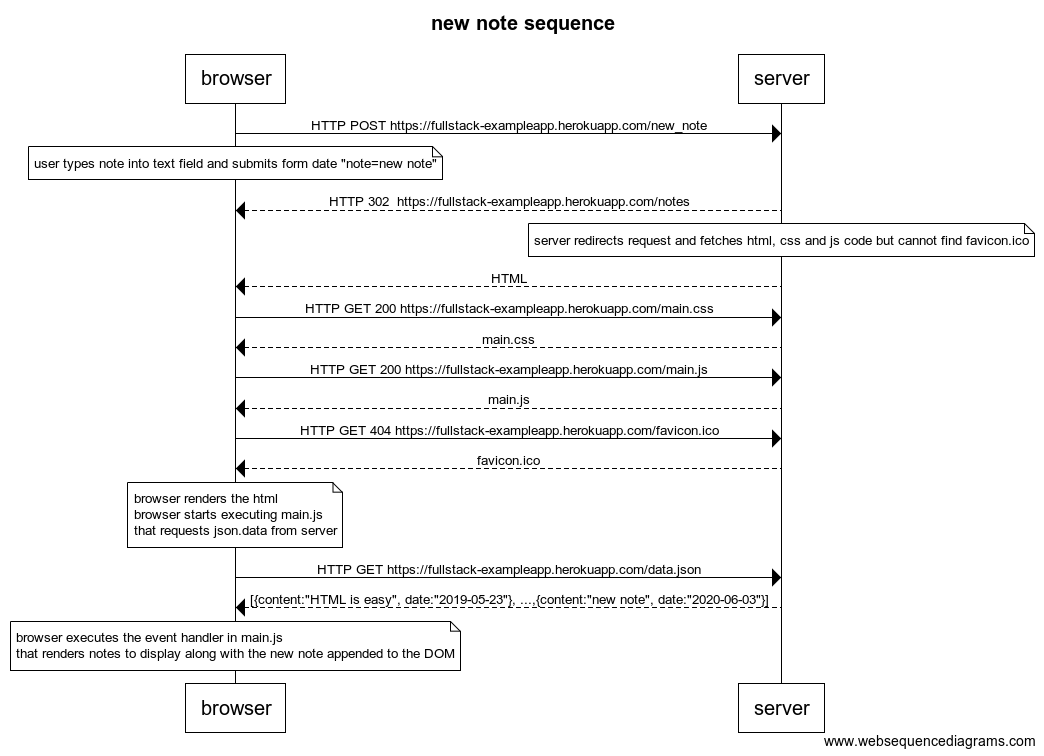 new note sequence
browser
server
HTTP POST https://fullstack-exampleapp.herokuapp.com/new_note
user types note into text field and submits form date "note=new note"
HTTP 302  https://fullstack-exampleapp.herokuapp.com/notes
server redirects request and fetches html, css and js code but cannot find favicon.ico
HTML
HTTP GET 200 https://fullstack-exampleapp.herokuapp.com/main.css
main.css
HTTP GET 200 https://fullstack-exampleapp.herokuapp.com/main.js
main.js
HTTP GET 404 https://fullstack-exampleapp.herokuapp.com/favicon.ico
favicon.ico
browser renders the html
browser starts executing main.js
that requests json.data from server
HTTP GET https://fullstack-exampleapp.herokuapp.com/data.json
[{content:"HTML is easy", date:"2019-05-23"}, ...,{content:"new note", date:"2020-06-03"}]
browser executes the event handler in main.js
that renders notes to display along with the new note appended to the DOM
browser
server
www.websequencediagrams.com